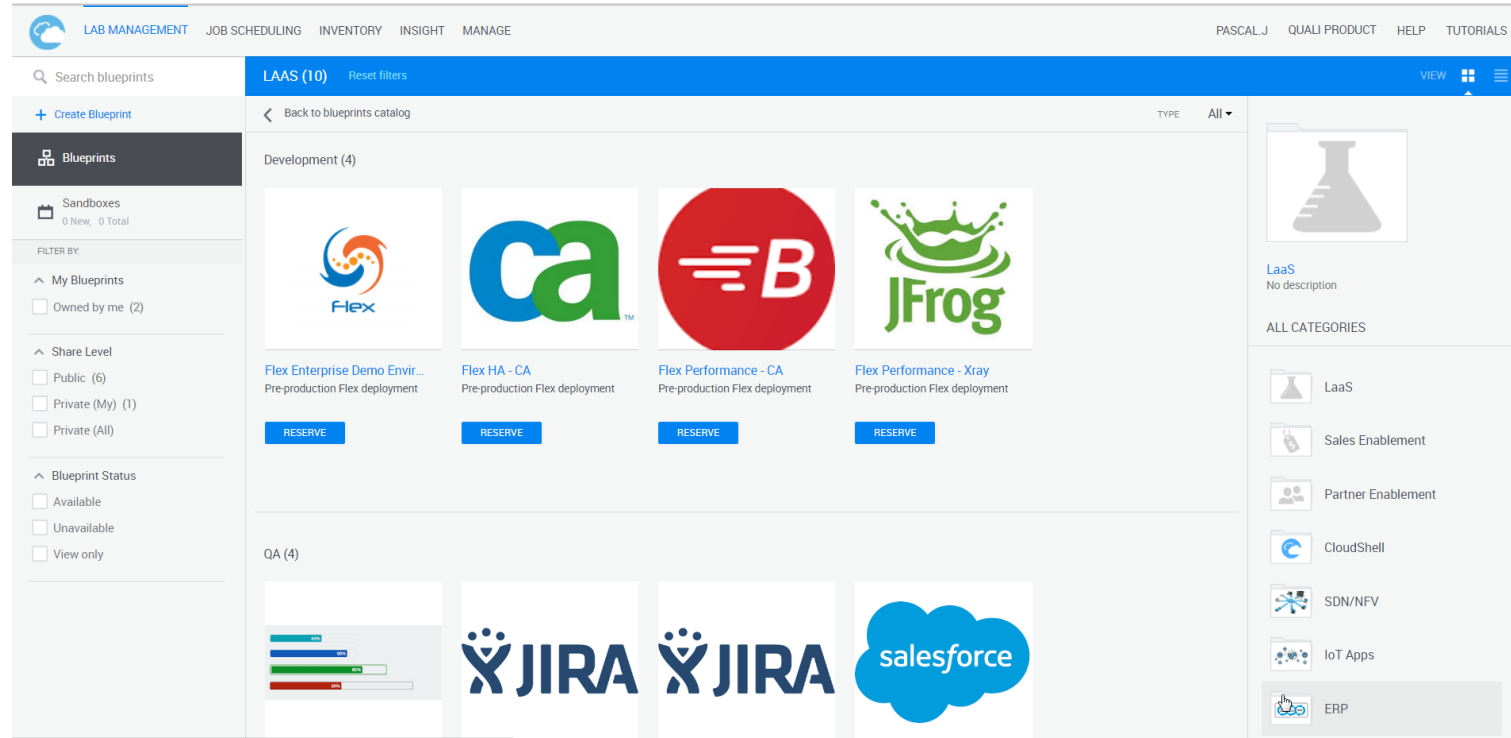 LAB MANAGEMENT JOB SCHEDULING INVENTORY INSIGHT MANAGE PASCAL.J QUALI PRODUCT HELP TUTORIALS
Search blueprints
LAAS (10) Reset filters VIEW
+ Create Blueprint
Back to blueprints catalog TYPE All
Blueprints
Sandboxes
0 New, 0 Total
FILTER BY:
My Blueprints
Owned by me (2)
Share Level
Public (6)
Private (My) (1)
Private (All)
Blueprint Status
Available
Unavailable
View only
Development (4)
Flex
ca
TM
B
JFrog
Flex Enterprise Demo Envir... Flex HA - CA Flex Performance - CA Flex Performance - Xray
Pre-production Flex deployment Pre-production Flex deployment Pre-production Flex deployment Pre-production Flex deployment
RESERVE RESERVE RESERVE RESERVE
QA (4)
JIRA JIRA salesforce
LaaS
No description
ALL CATEGORIES
LaaS
Sales Enablement
Partner Enablement
CloudShell
SDN/NFV
IoT Apps
ERP